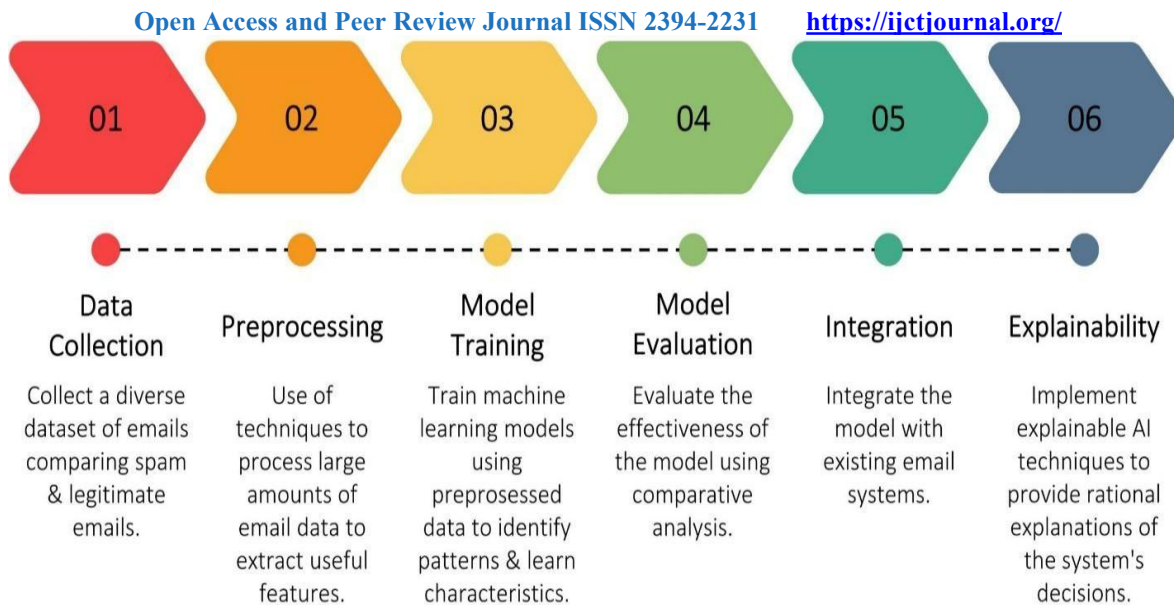 Open Access and Peer Review Journal ISSN 2394-2231 https://ijctjournal.org/
01
02
03
04
05
06
Data
Collection
Collect a diverse
dataset of emails
comparing spam
& legitimate
emails.
Preprocessing
Use of
techniques to
process large
amounts of
email data to
extract useful
features.
Model
Training
Train machine
learning models
using
preprosessed
data to identify
patterns & learn
characteristics.
Model
Evaluation
Evaluate the
effectiveness of
the model using
comparative
analysis.
Integration
Integrate the
model with
existing email
systems.
Explainability
Implement
explainable AI
techniques to
provide rational
explanations of
the system's
decisions.